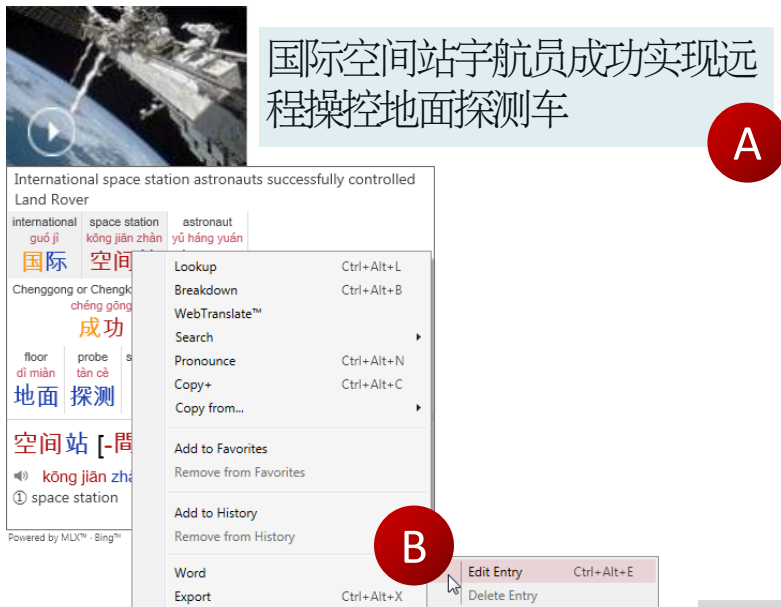 国际空间站宇航员成功实现远
程操控地面探测车
A
International space station astronauts successfully controlled
Land Rover
international space station astronaut
guó jì kōng jiān zhàn yǔ háng yuán
国际 空间
Chenggong or Chengk
chéng gōng
成功
floor probe s
dì miàn tàn cè
地面 探测
空间站 [-間
kōng jiān zhà
① space station
Powered by MLX™ - Bing™
Lookup Ctrl+Alt+L
Breakdown Ctrl+Alt+B
WebTranslate™
Search
Pronounce Ctrl+Alt+N
Copy+ Ctrl+Alt+C
Copy from...
Add to Favorites
Remove from Favorites
Add to History
Remove from History
B
Word
Export Ctrl+Alt+X
Edit Entry Ctrl+Alt+E
Delete Entry